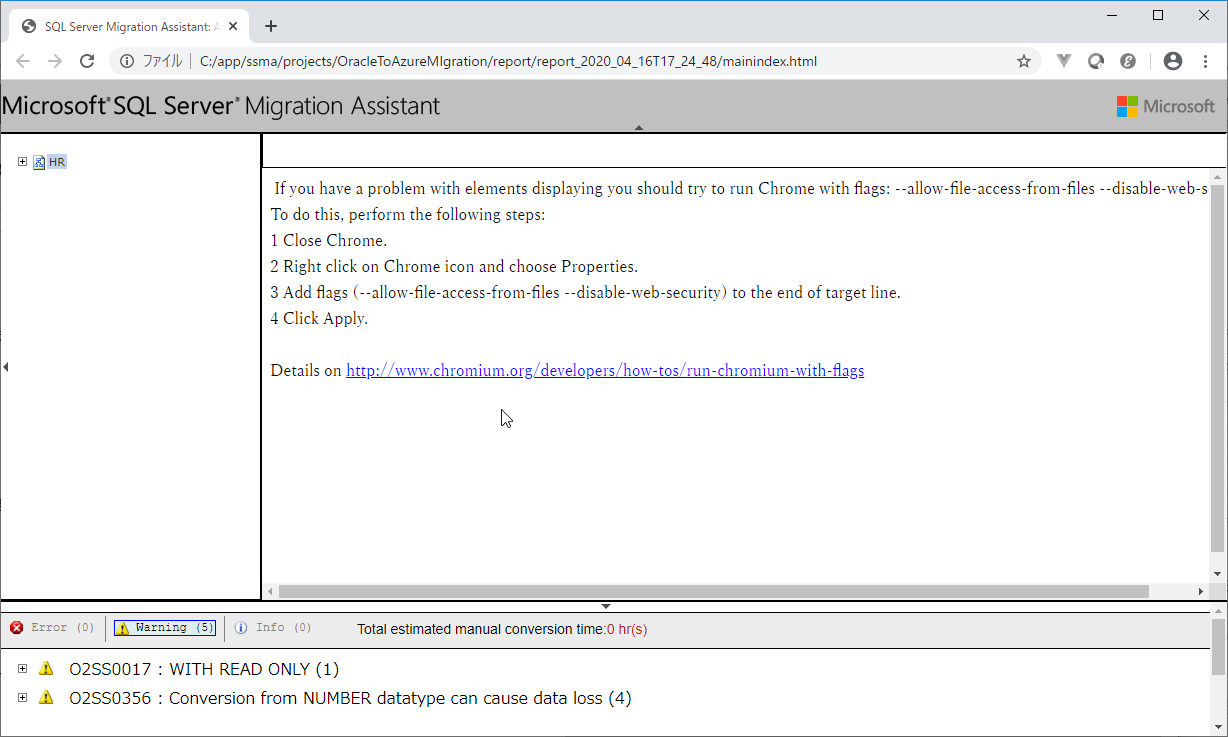 SQL Server Migration Assistant: A
ファイル C:/app/ssma/projects/OracleToAzureMIgration/report/report_2020_04_16T17_24_48/mainindex.html
Microsoft® SQL Server® Migration Assistant
Microsoft
HR
If you have a problem with elements displaying you should try to run Chrome with flags: --allow-file-access-from-files --disable-web-s
To do this, perform the following steps:
1 Close Chrome.
2 Right click on Chrome icon and choose Properties.
3 Add flags (--allow-file-access-from-files --disable-web-security) to the end of target line.
4 Click Apply.
Details on http://www.chromium.org/developers/how-tos/run-chromium-with-flags
Error (0) Warning (5) Info (0) Total estimated manual conversion time:0 hr(s)
O2SS0017 : WITH READ ONLY (1)
O2SS0356 : Conversion from NUMBER datatype can cause data loss (4)